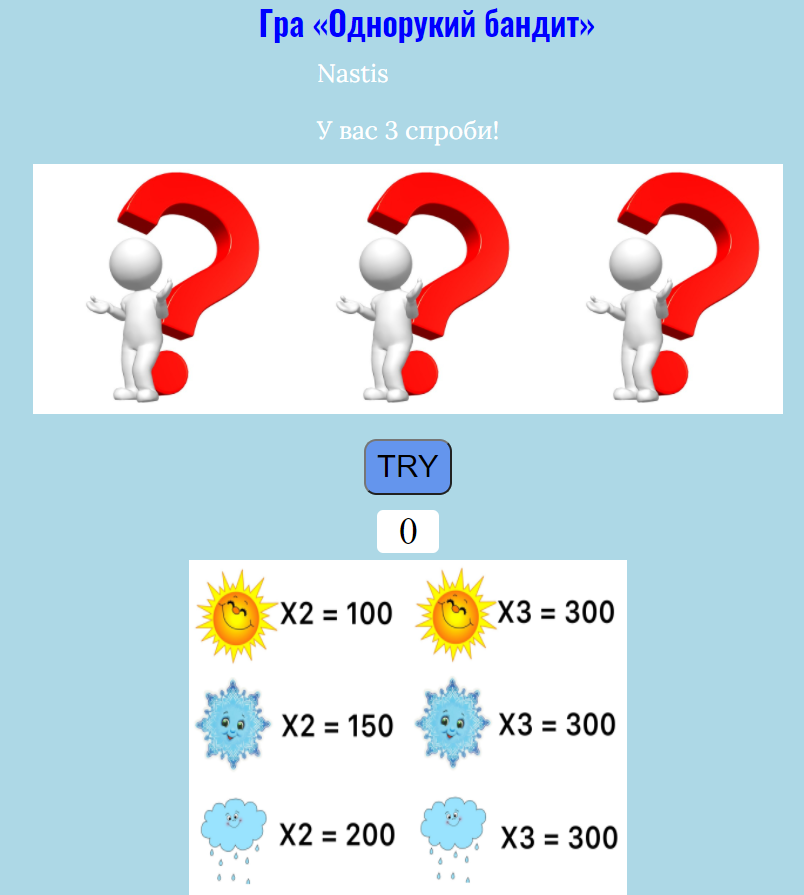 Гра «Однорукий бандит»
Nastis
У вас 3 спроби!
TRY
0
X2 = 100 X3 = 300
X2 = 150 X3 = 300
X2 = 200 X3 = 300